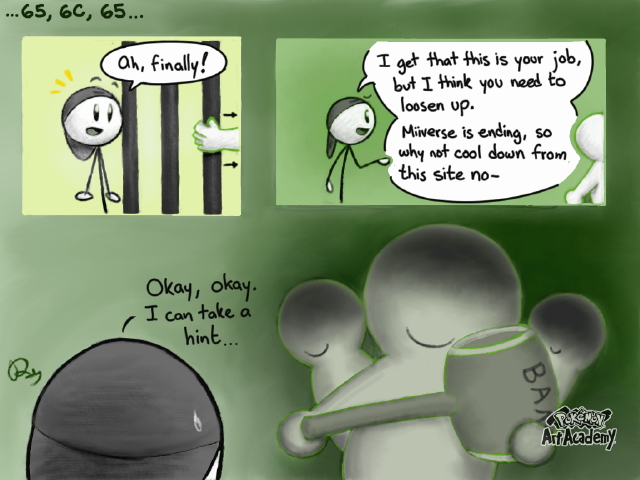 ...65, 6C, 65...
Ah, finally!
I get that this is your job,
but I think you need to
loosen up.
Miiverse is ending, so
why not cool down from
this site no-
Okay, okay.
I can take a
hint...
BAN
POKÉMON
Art Academy